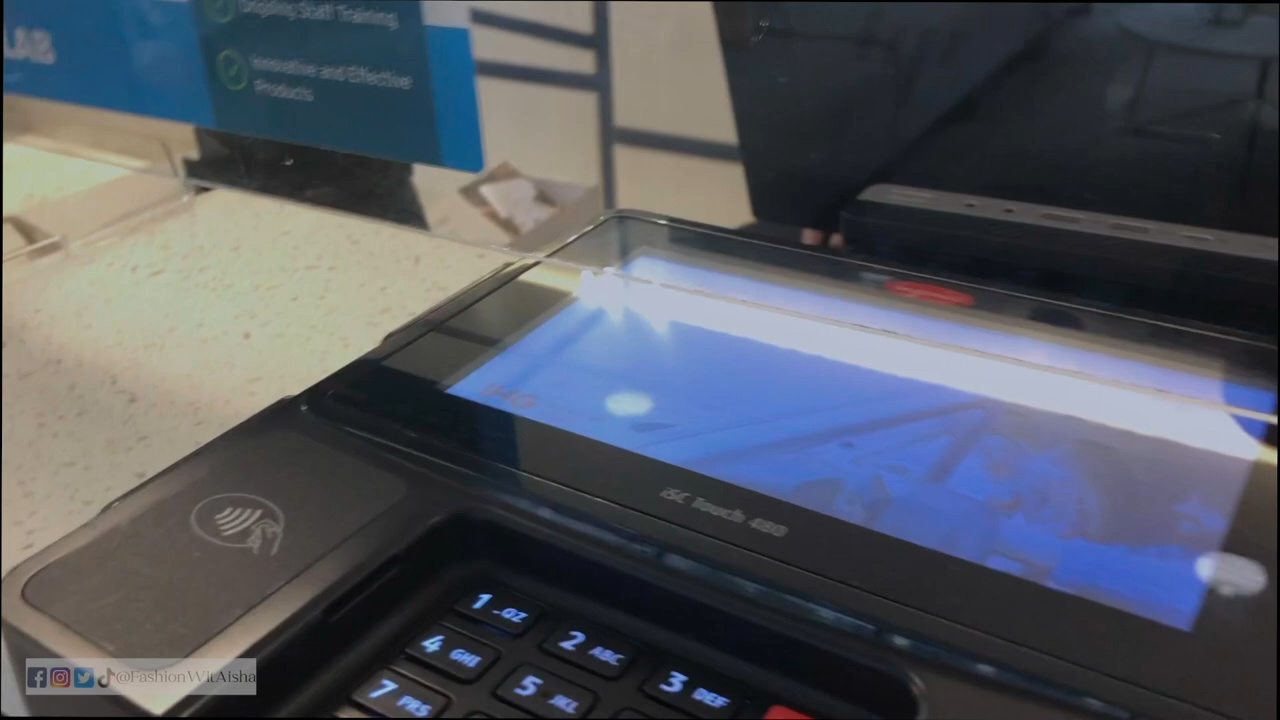 LAB
Staff Training
Innovative and Effective
Products
iSC Touch 480
1 .QZ
2 ABC
3 DEF
4 GHI
5 JKL
7 PRS
@FashionWitAisha